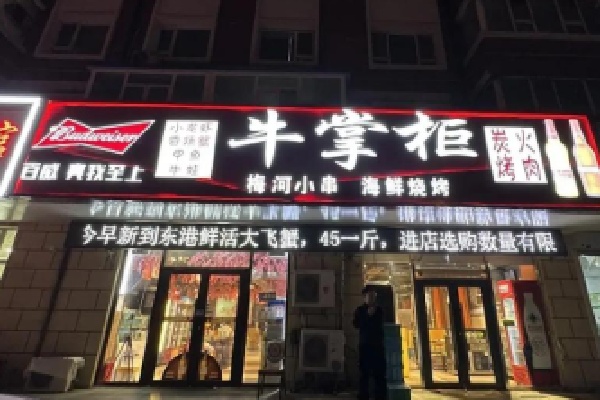 Budweiser
百威 真我至上
小龙虾
香辣蟹
甲鱼
牛蛙
牛掌柜
梅河小串 海鲜烧烤
炭烤
火肉
今早新到东港鲜活大飞蟹，45一斤，进店选购数量有限